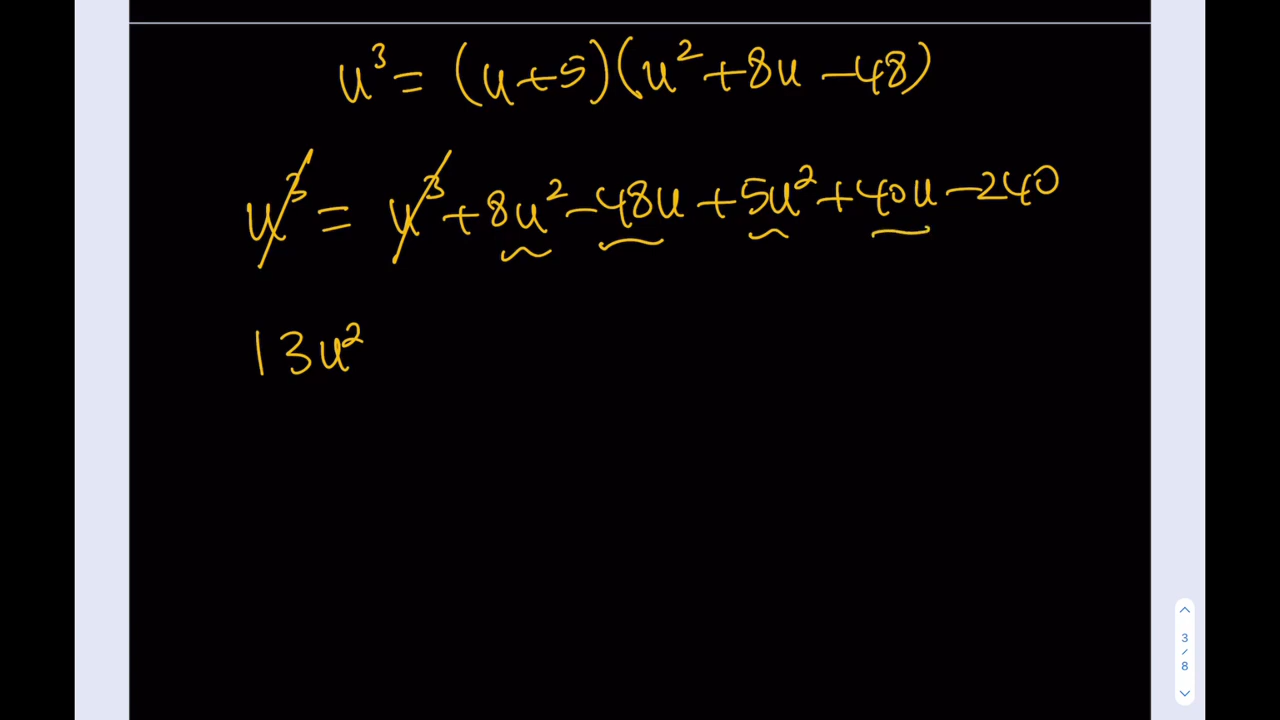 u³ = (u+5)(u²+8u-48)
u³ = u³+8u²-48u+5u²+40u-240
13u²
3
/
8